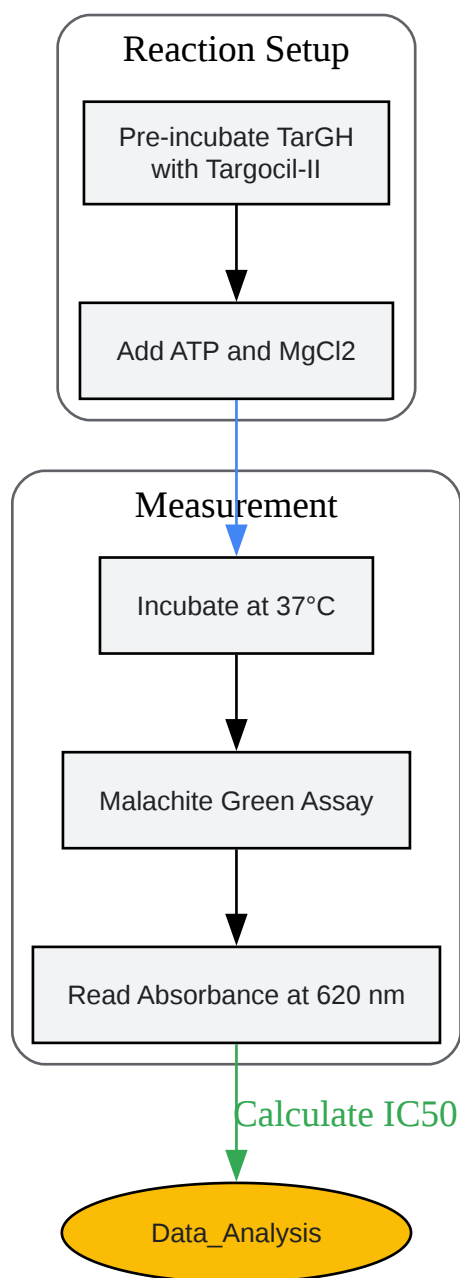 Reaction Setup
Pre-incubate TarGH
with Targocil-II
Add ATP and MgCl2
Measurement
Incubate at 37°C
Malachite Green Assay
Read Absorbance at 620 nm
Calculate IC50
Data_Analysis